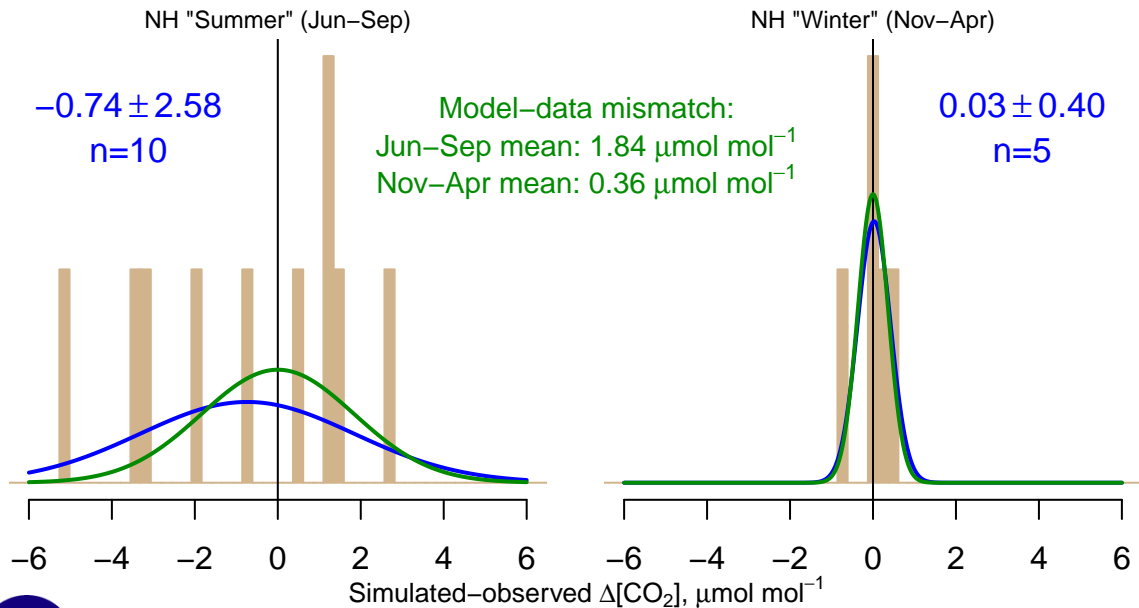 NH "Summer" (Jun−Sep)
−0.74 ± 2.58
n=10
Model−data mismatch:
Jun−Sep mean: 1.84 μmol mol⁻¹
Nov−Apr mean: 0.36 μmol mol⁻¹
NH "Winter" (Nov−Apr)
0.03 ± 0.40
n=5
−6 −4 −2 0 2 4 6
−6 −4 −2 0 2 4 6
Simulated−observed Δ[CO₂], μmol mol⁻¹